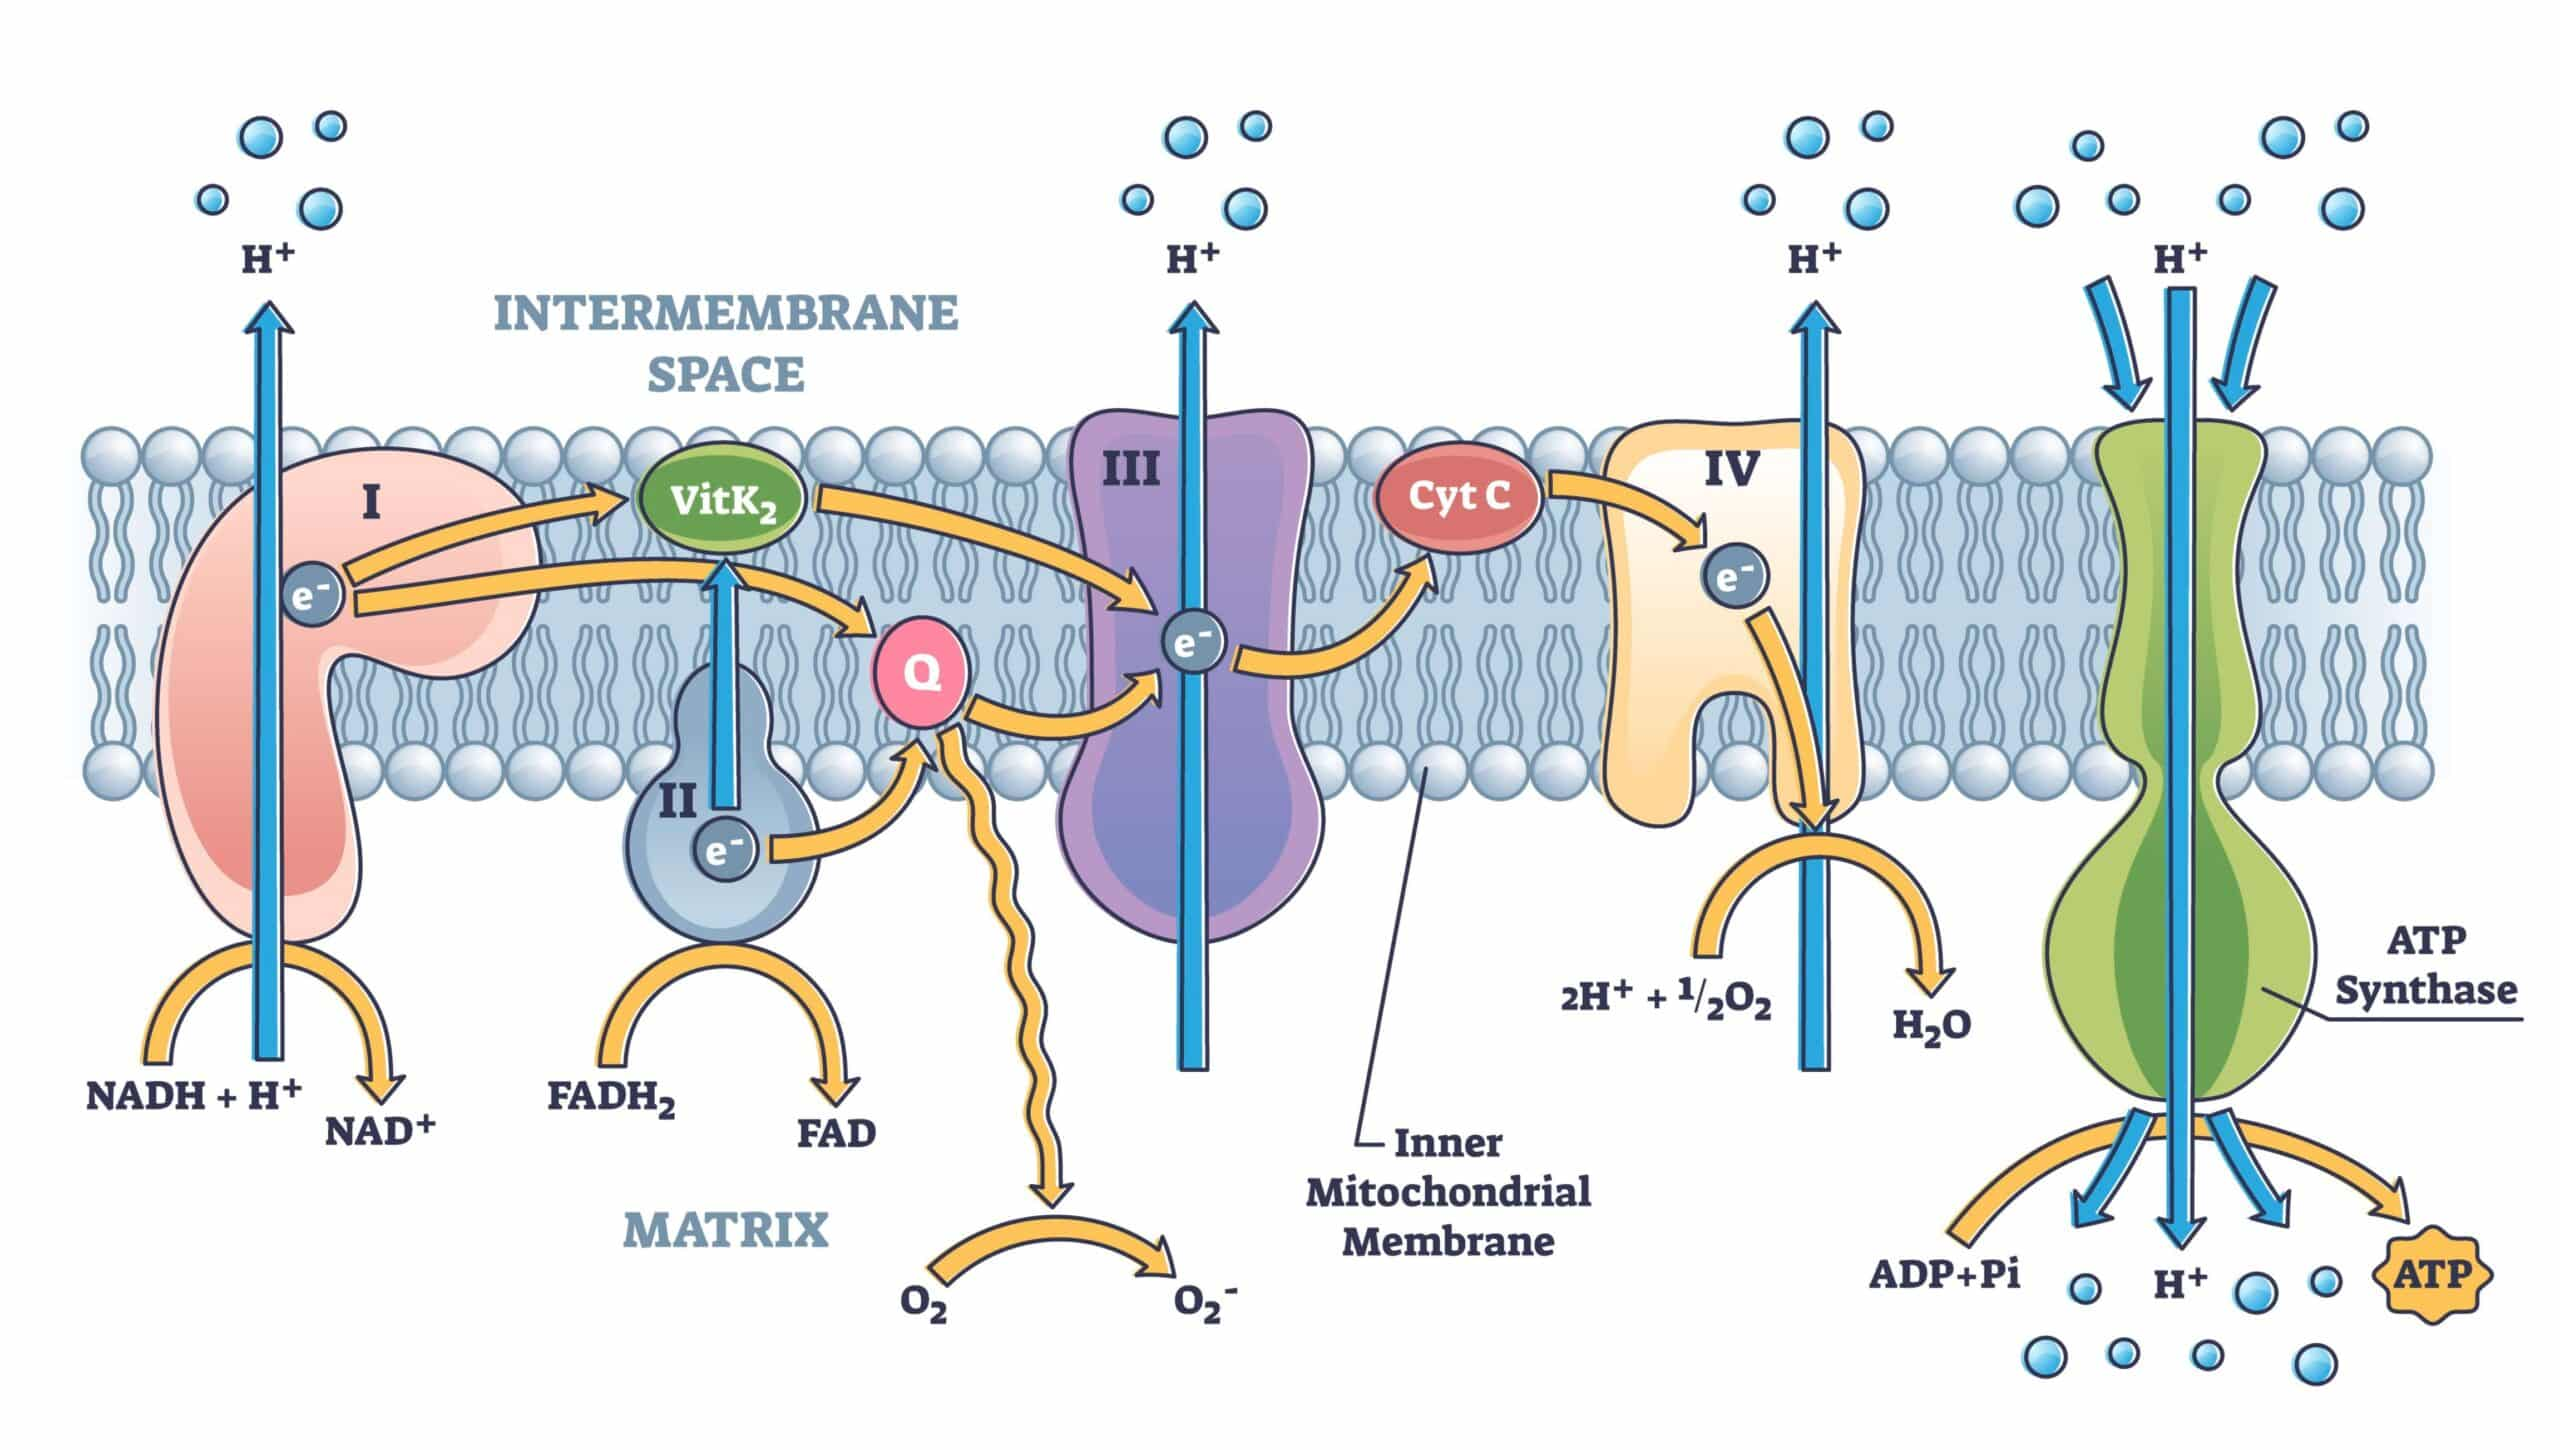 H⁺
H⁺
H⁺
H⁺
INTERMEMBRANE
SPACE
I
VitK₂
III
Cyt C
IV
e⁻
e⁻
e⁻
Q
II
e⁻
ATP
Synthase
2H⁺ + ¹/₂O₂
H₂O
NADH + H⁺
NAD⁺
FADH₂
FAD
Inner
Mitochondrial
Membrane
MATRIX
O₂
O₂⁻
ADP+Pi
H⁺
ATP